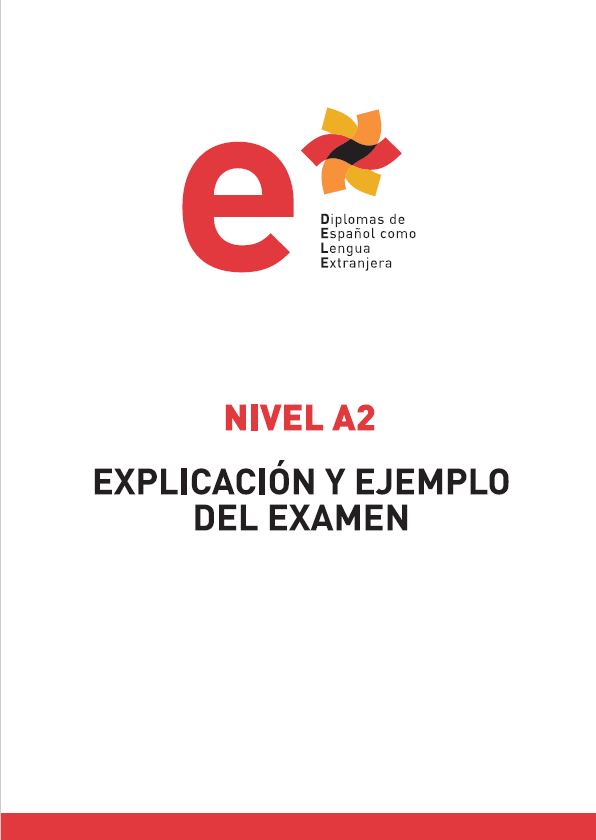 e
Diplomas de
Español como
Lengua
Extranjera
NIVEL A2
EXPLICACIÓN Y EJEMPLO
DEL EXAMEN